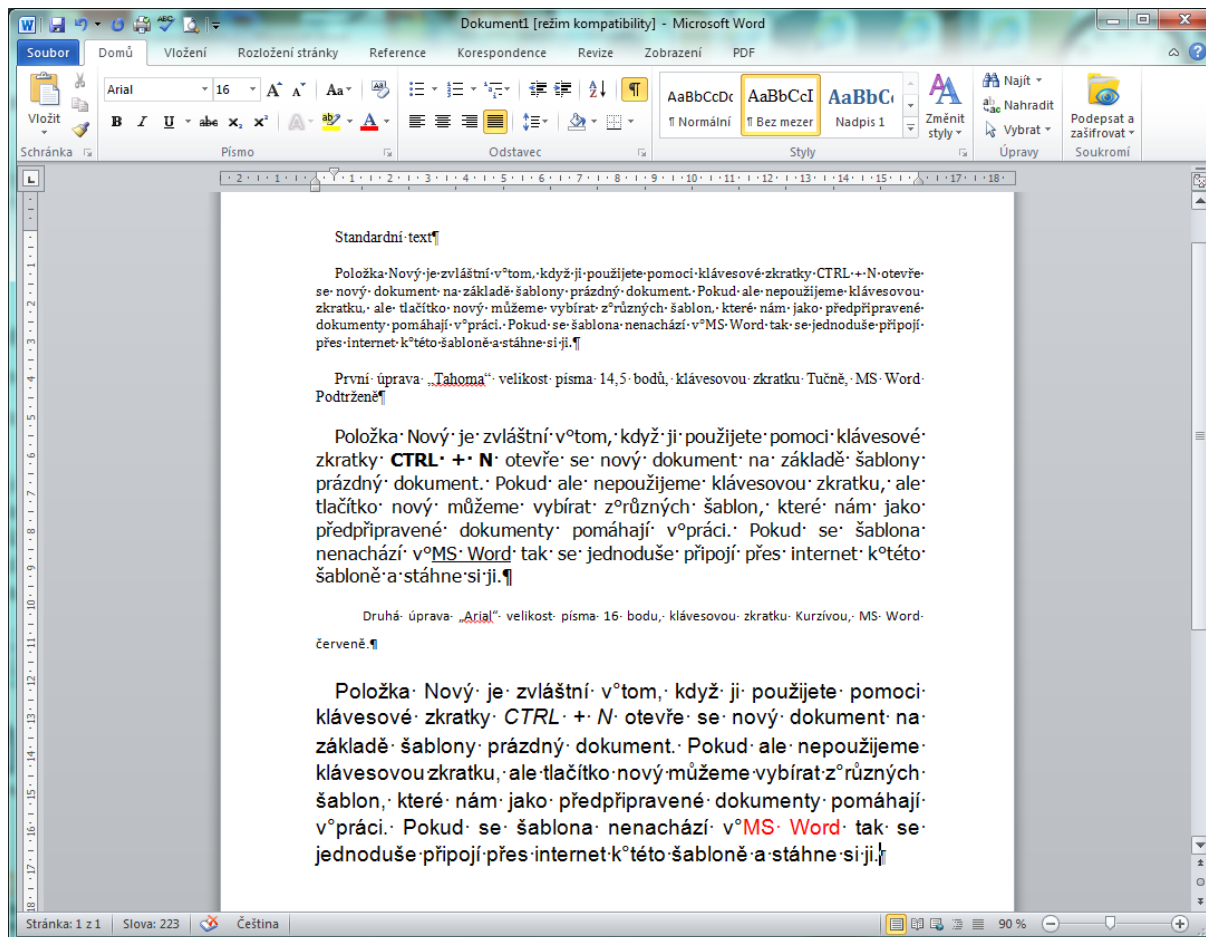 Dokument1 [režim kompatibility] - Microsoft Word
Soubor Domů Vložení Rozložení stránky Reference Korespondence Revize Zobrazení PDF
Vložit
Schránka
Arial 16
Písmo
Odstavec
AaBbCcDc AaBbCcI AaBbC
¶ Normální ¶ Bez mezer Nadpis 1
Změnit styly
Styly
Najít
Nahradit
Vybrat
Úpravy
Podepsat a zašifrovat
Soukromí
Standardní text¶
Položka Nový je zvláštní v°tom, když ji použijete pomoci klávesové zkratky CTRL + N otevře
se nový dokument na základě šablony prázdný dokument. Pokud ale nepoužijeme klávesovou
zkratku, ale tlačítko nový můžeme vybírat z°různých šablon, které nám jako předpřipravené
dokumenty pomáhají v°práci. Pokud se šablona nenachází v°MS Word tak se jednoduše připojí
přes internet k°této šabloně a stáhne si ji.¶
První úprava „Tahoma“ velikost písma 14,5 bodů, klávesovou zkratku Tučně, MS Word
Podtrženě¶
Položka Nový je zvláštní v°tom, když ji použijete pomoci klávesové
zkratky CTRL + N otevře se nový dokument na základě šablony
prázdný dokument. Pokud ale nepoužijeme klávesovou zkratku, ale
tlačítko nový můžeme vybírat z°různých šablon, které nám jako
předpřipravené dokumenty pomáhají v°práci. Pokud se šablona
nenachází v°MS Word tak se jednoduše připojí přes internet k°této
šabloně a stáhne si ji.¶
Druhá úprava „Arial“ velikost písma 16 bodu, klávesovou zkratku Kurzívou, MS Word
červeně.¶
Položka Nový je zvláštní v°tom, když ji použijete pomoci
klávesové zkratky CTRL + N otevře se nový dokument na
základě šablony prázdný dokument. Pokud ale nepoužijeme
klávesovou zkratku, ale tlačítko nový můžeme vybírat z°různých
šablon, které nám jako předpřipravené dokumenty pomáhají
v°práci. Pokud se šablona nenachází v°MS Word tak se
jednoduše připojí přes internet k°této šabloně a stáhne si ji.¶
Stránka: 1 z 1 Slova: 223 Čeština 90 %